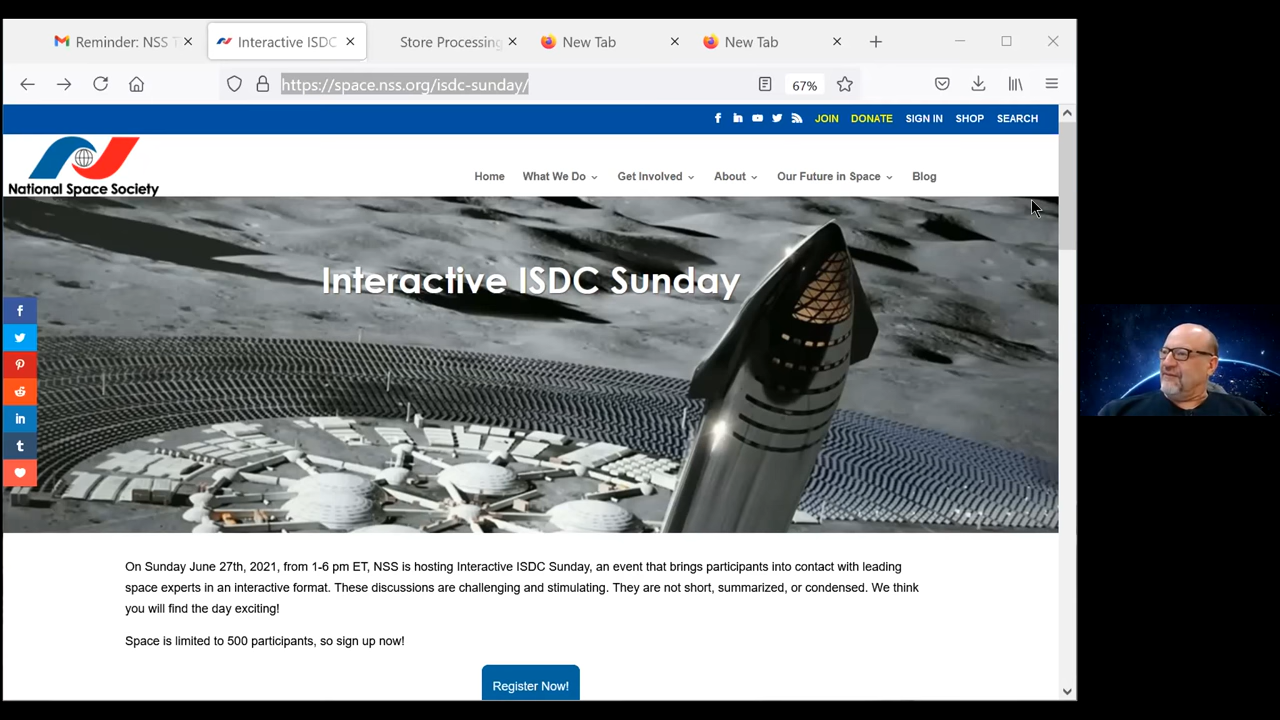 Reminder: NSS T
Interactive ISDC
Store Processing
New Tab
New Tab
https://space.nss.org/isdc-sunday/
67%
JOIN DONATE SIGN IN SHOP SEARCH
National Space Society
Home What We Do Get Involved About Our Future in Space Blog
Interactive ISDC Sunday
On Sunday June 27th, 2021, from 1-6 pm ET, NSS is hosting Interactive ISDC Sunday, an event that brings participants into contact with leading
space experts in an interactive format. These discussions are challenging and stimulating. They are not short, summarized, or condensed. We think
you will find the day exciting!
Space is limited to 500 participants, so sign up now!
Register Now!